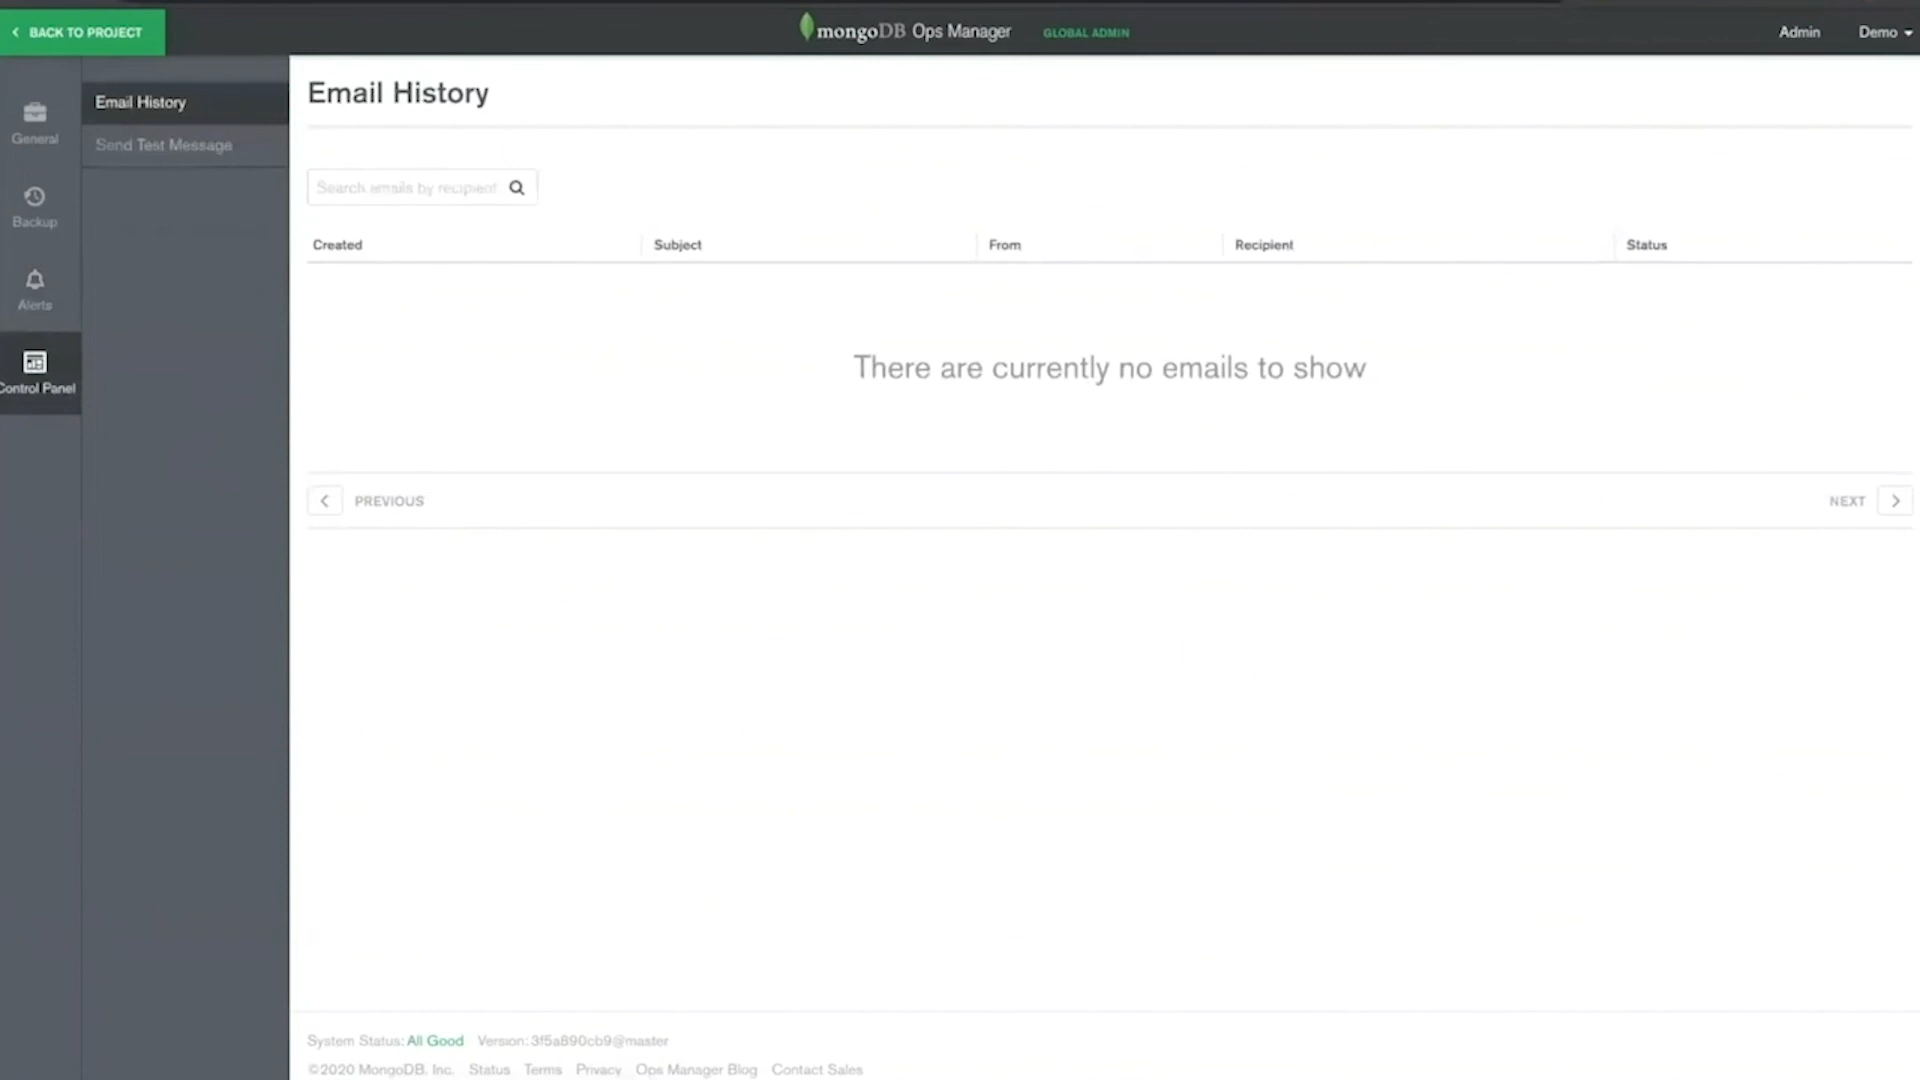 BACK TO PROJECT
mongoDB Ops Manager
GLOBAL ADMIN
Admin
Demo
General
Backup
Alerts
Control Panel
Email History
Send Test Message
Email History
Search emails by recipient
Created Subject From Recipient Status
There are currently no emails to show
PREVIOUS
NEXT
System Status: All Good Version: 3f5a890cb9@master
©2020 MongoDB, Inc. Status Terms Privacy Ops Manager Blog Contact Sales